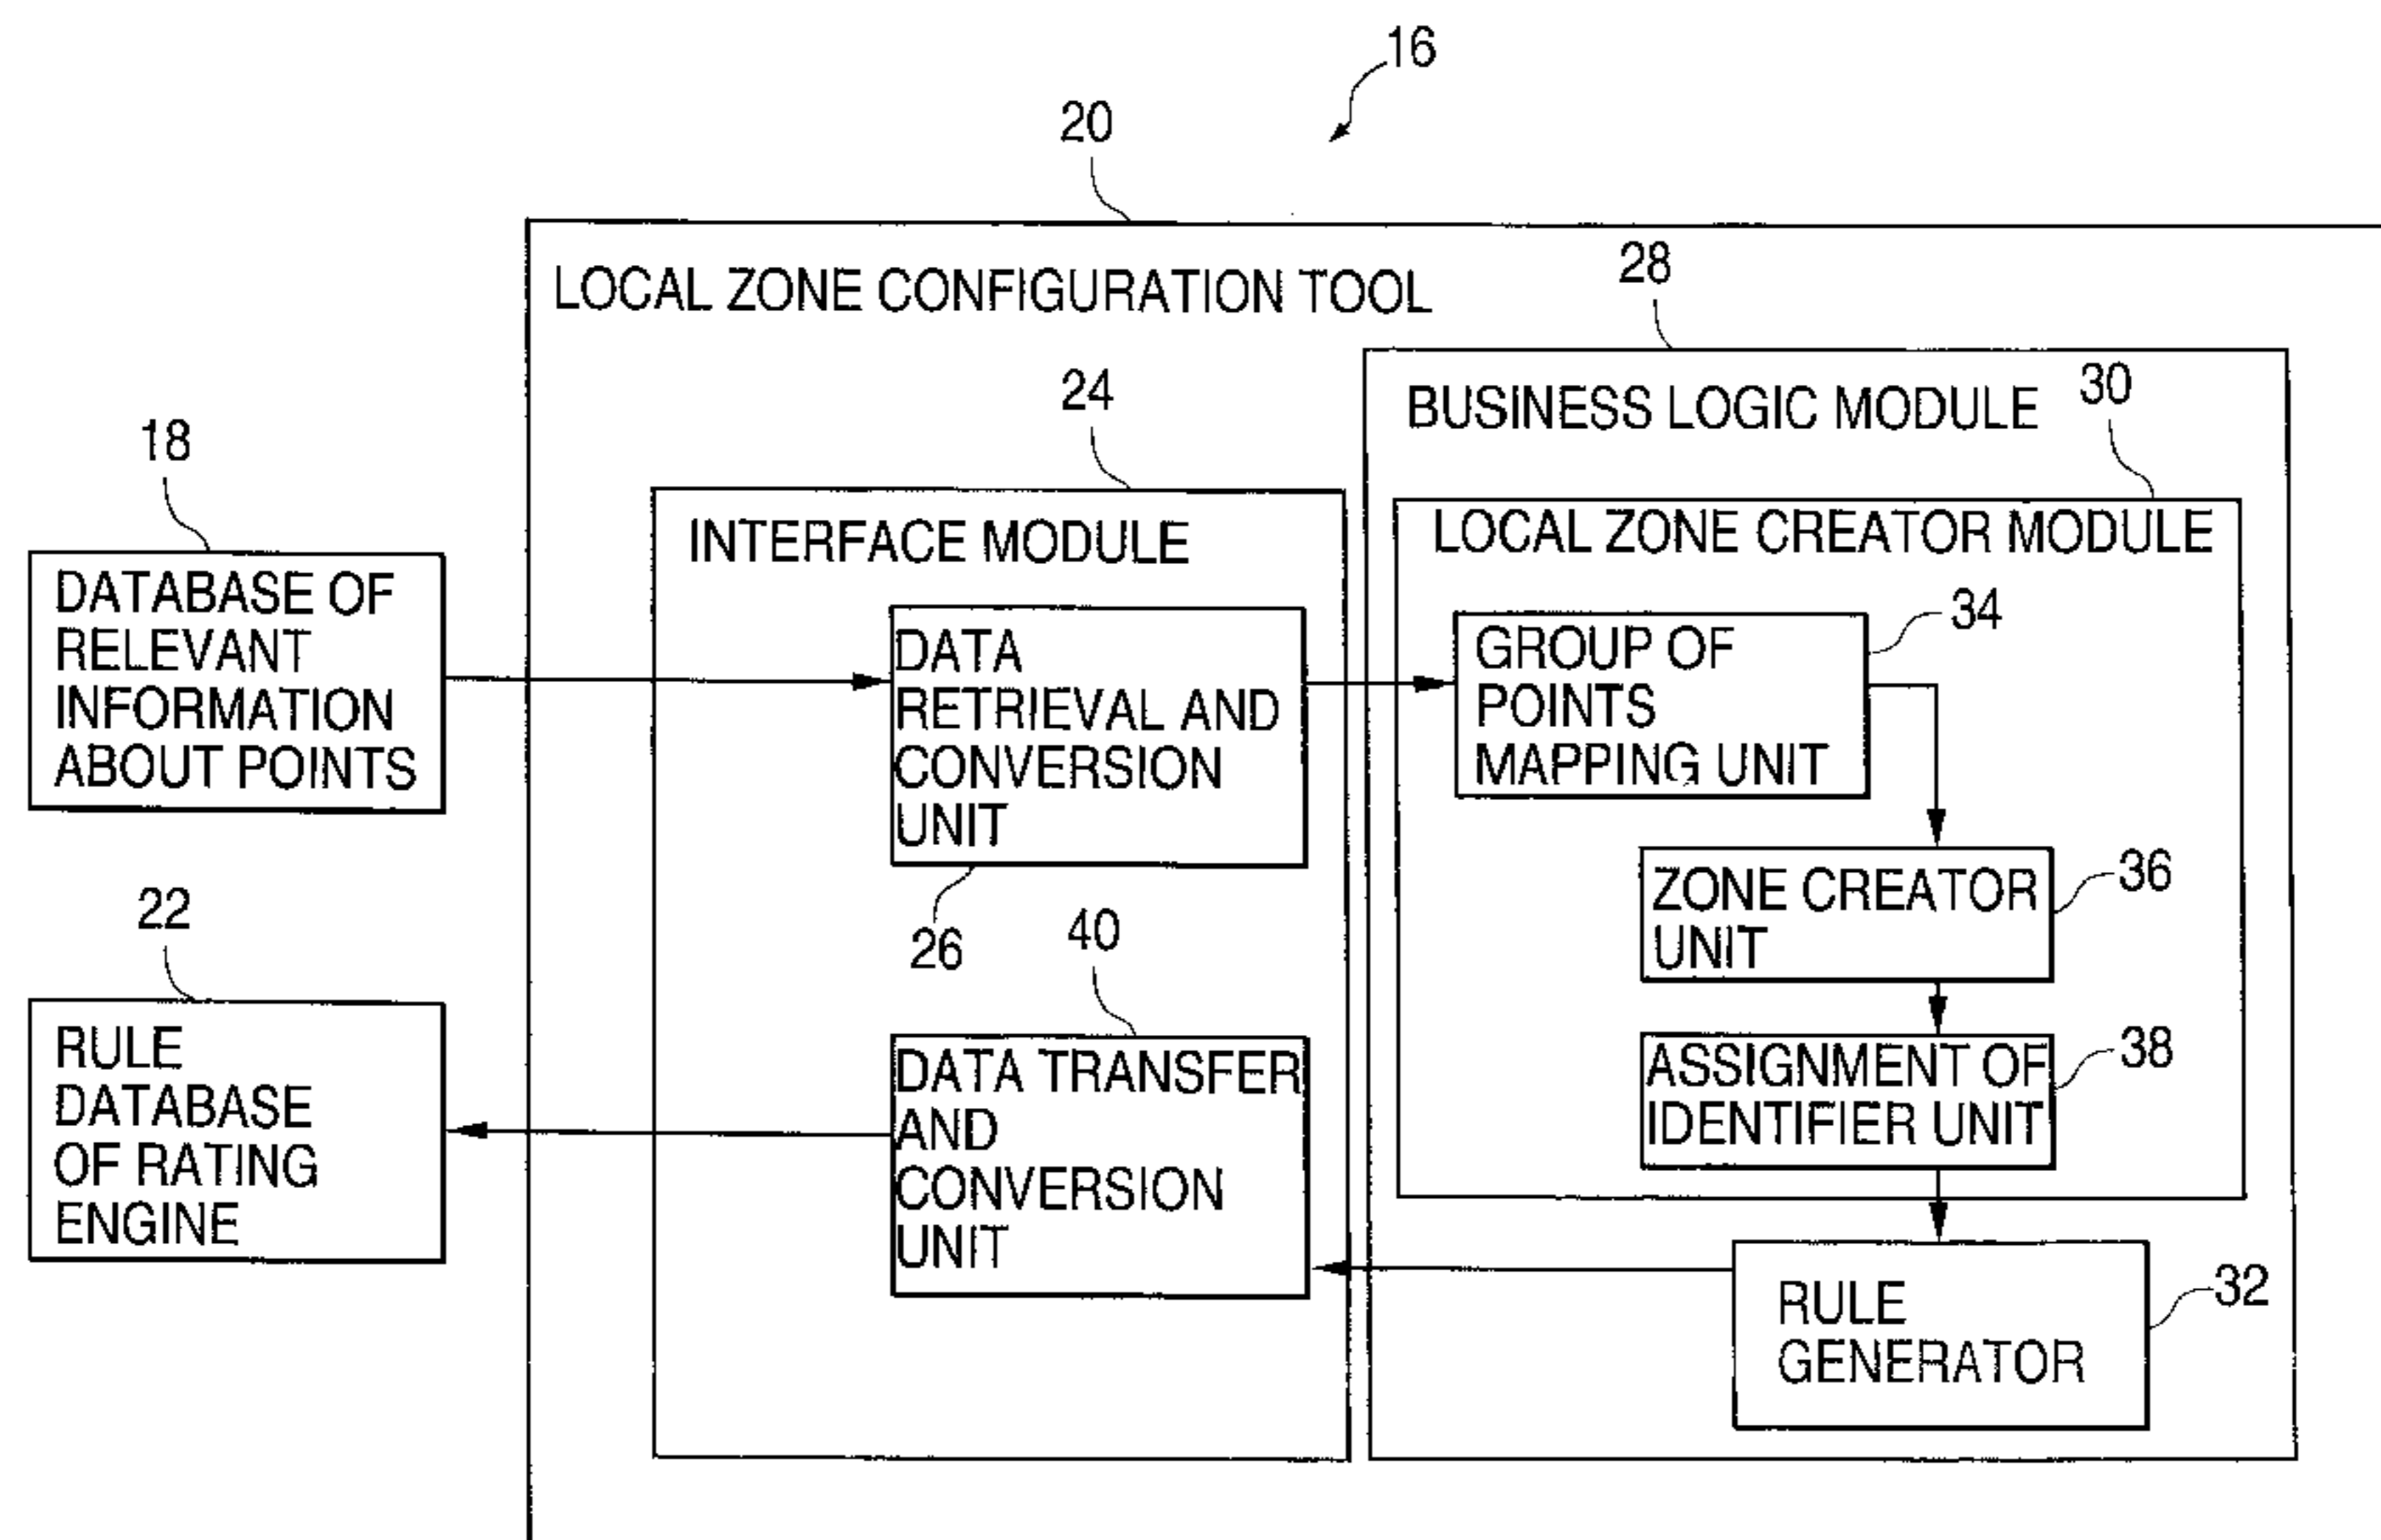 16
20
LOCAL ZONE CONFIGURATION TOOL
28
24
BUSINESS LOGIC MODULE
30
18
INTERFACE MODULE
LOCAL ZONE CREATOR MODULE
DATABASE OF
RELEVANT
INFORMATION
ABOUT POINTS
DATA
RETRIEVAL AND
CONVERSION
UNIT
26
GROUP OF
POINTS
MAPPING UNIT
34
ZONE CREATOR
UNIT
36
22
40
RULE
DATABASE
OF RATING
ENGINE
DATA TRANSFER
AND
CONVERSION
UNIT
ASSIGNMENT OF
IDENTIFIER UNIT
38
RULE
GENERATOR
32